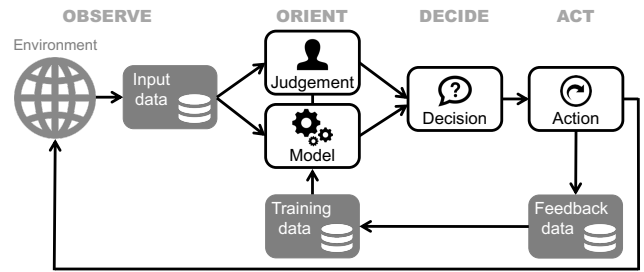 OBSERVE ORIENT DECIDE ACT
Environment
Input
data
Judgement
Model
?
Decision
Action
Training
data
Feedback
data